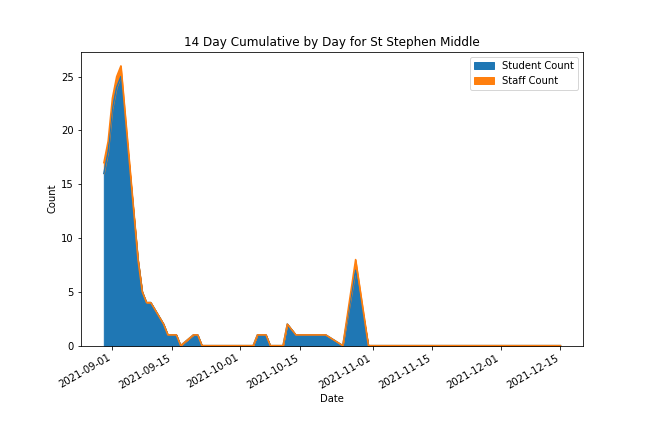 14 Day Cumulative by Day for St Stephen Middle
Student Count
Staff Count
25
20
15
10
5
0
Count
2021-09-01
2021-09-15
2021-10-01
2021-10-15
2021-11-01
2021-11-15
2021-12-01
2021-12-15
Date